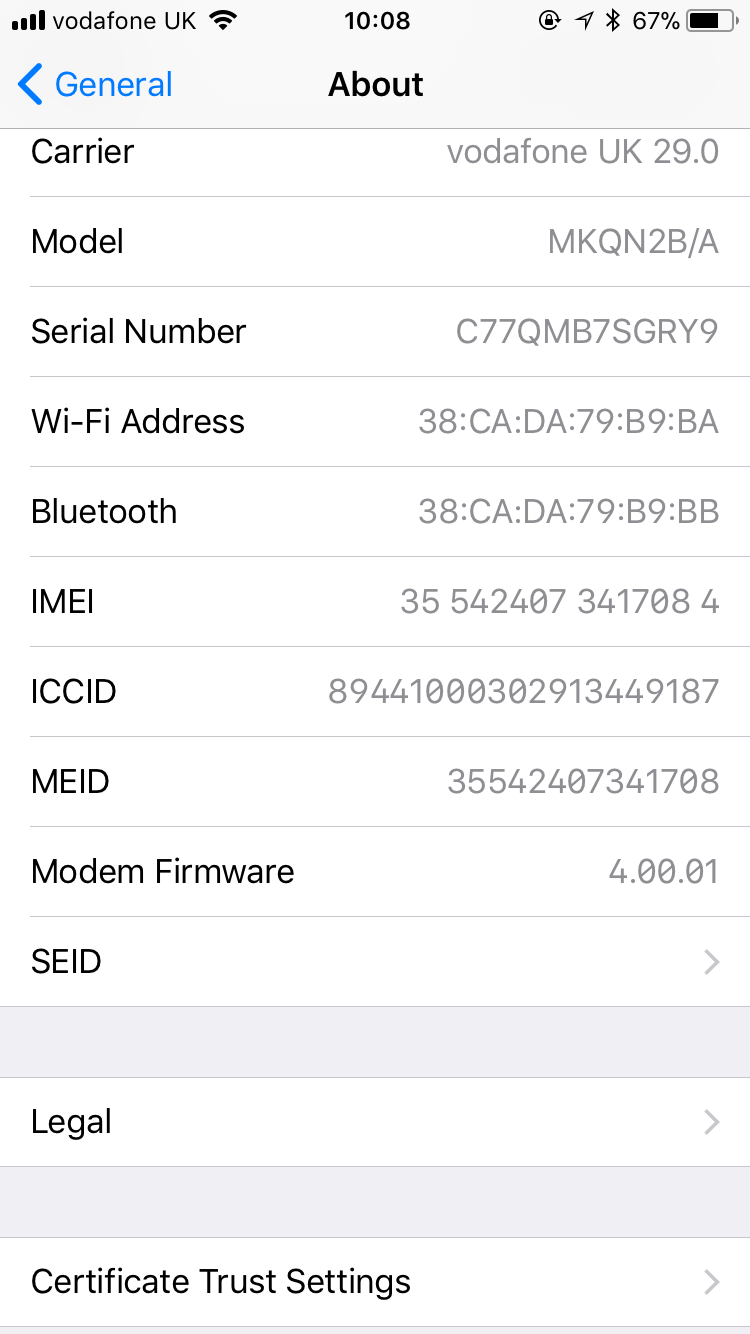 vodafone UK 10:08 67%
General About
Carrier vodafone UK 29.0
Model MKQN2B/A
Serial Number C77QMB7SGRY9
Wi-Fi Address 38:CA:DA:79:B9:BA
Bluetooth 38:CA:DA:79:B9:BB
IMEI 35 542407 341708 4
ICCID 89441000302913449187
MEID 35542407341708
Modem Firmware 4.00.01
SEID
Legal
Certificate Trust Settings